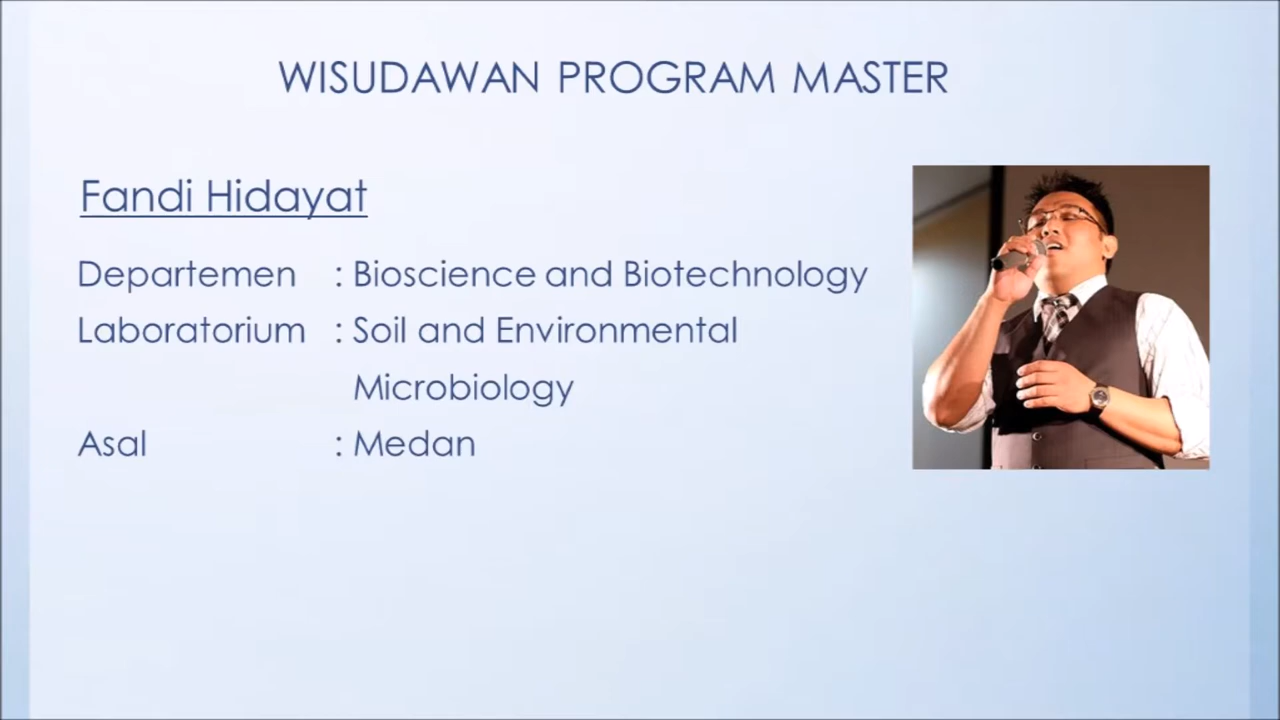 WISUDAWAN PROGRAM MASTER
Fandi Hidayat
Departemen : Bioscience and Biotechnology
Laboratorium : Soil and Environmental
Microbiology
Asal : Medan